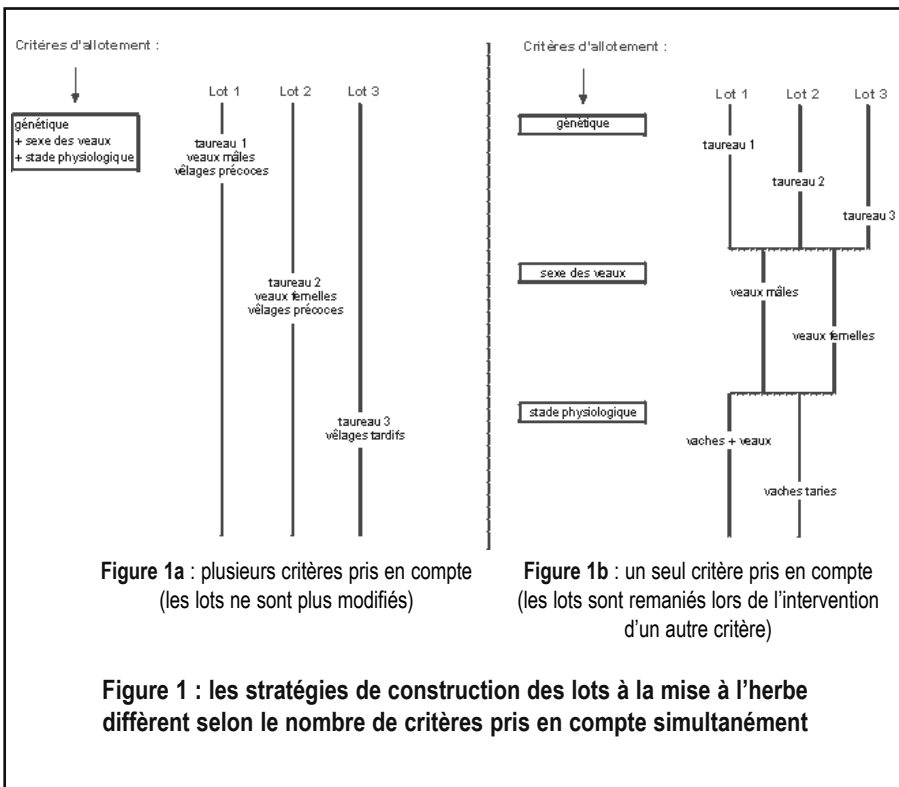 Critères d'allotement :
Lot 1 Lot 2 Lot 3
génétique
+ sexe des veaux
+ stade physiologique
taureau 1
veaux mâles
vêlages précoces
taureau 2
veaux femelles
vêlages précoces
taureau 3
vêlages tardifs
Figure 1a : plusieurs critères pris en compte
(les lots ne sont plus modifiés)
Critères d'allotement :
Lot 1 Lot 2 Lot 3
génétique
taureau 1
taureau 2
taureau 3
sexe des veaux
veaux mâles
veaux femelles
stade physiologique
vaches + veaux
vaches taries
Figure 1b : un seul critère pris en compte
(les lots sont remaniés lors de l'intervention
d'un autre critère)
Figure 1 : les stratégies de construction des lots à la mise à l'herbe
diffèrent selon le nombre de critères pris en compte simultanément